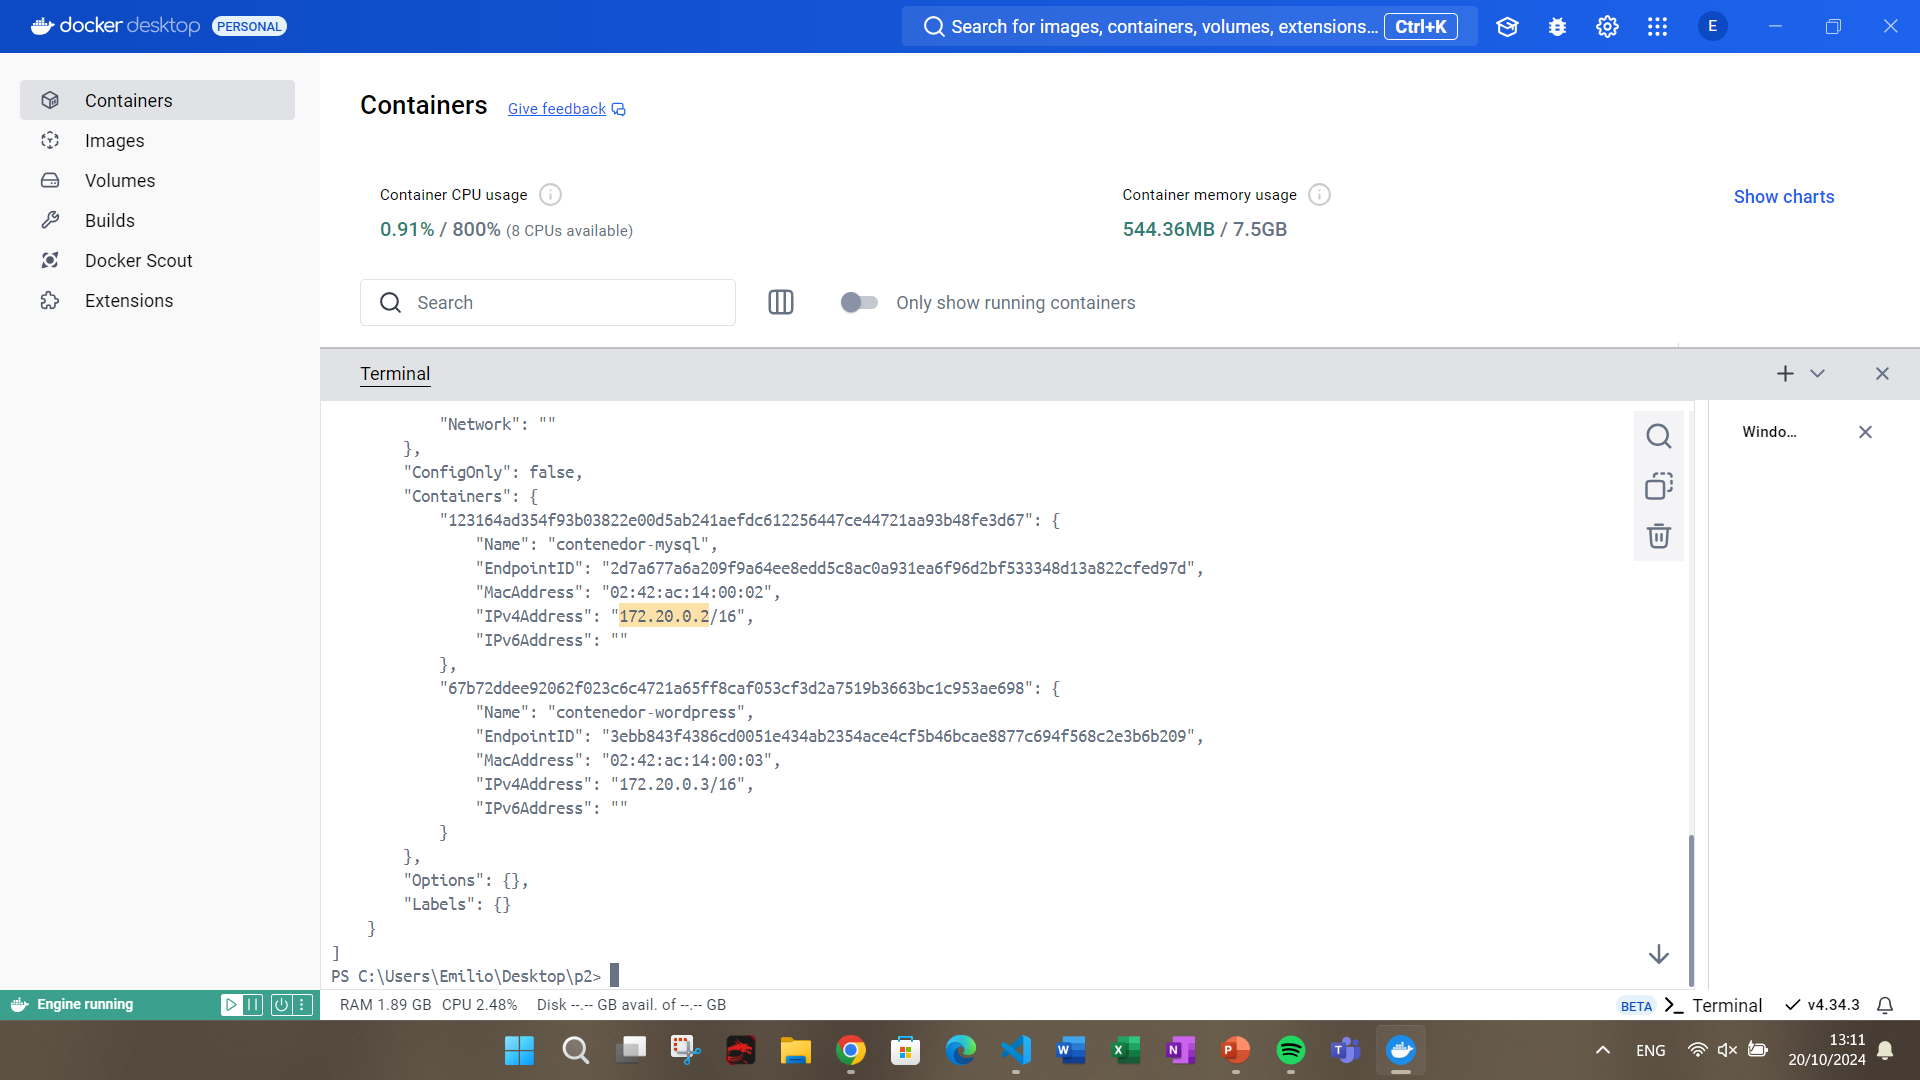 docker desktop PERSONAL
Search for images, containers, volumes, extensions... Ctrl+K
E
Containers
Images
Volumes
Builds
Docker Scout
Extensions
Containers Give feedback
Container CPU usage
0.91% / 800% (8 CPUs available)
Container memory usage
544.36MB / 7.5GB
Show charts
Search
Only show running containers
Terminal
Windo...
"Network": ""
},
"ConfigOnly": false,
"Containers": {
"123164ad354f93b03822e00d5ab241aefdc612256447ce44721aa93b48fe3d67": {
"Name": "contenedor-mysql",
"EndpointID": "2d7a677a6a209f9a64ee8edd5c8ac0a931ea6f96d2bf533348d13a822cfed97d",
"MacAddress": "02:42:ac:14:00:02",
"IPv4Address": "172.20.0.2/16",
"IPv6Address": ""
},
"67b72ddee92062f023c6c4721a65ff8caf053cf3d2a7519b3663bc1c953ae698": {
"Name": "contenedor-wordpress",
"EndpointID": "3ebb843f4386cd0051e434ab2354ace4cf5b46bcae8877c694f568c2e3b6b209",
"MacAddress": "02:42:ac:14:00:03",
"IPv4Address": "172.20.0.3/16",
"IPv6Address": ""
}
},
"Options": {},
"Labels": {}
}
]
PS C:\Users\Emilio\Desktop\p2>
Engine running
RAM 1.89 GB CPU 2.48% Disk --.-- GB avail. of --.-- GB
BETA Terminal v4.34.3
ENG
13:11
20/10/2024